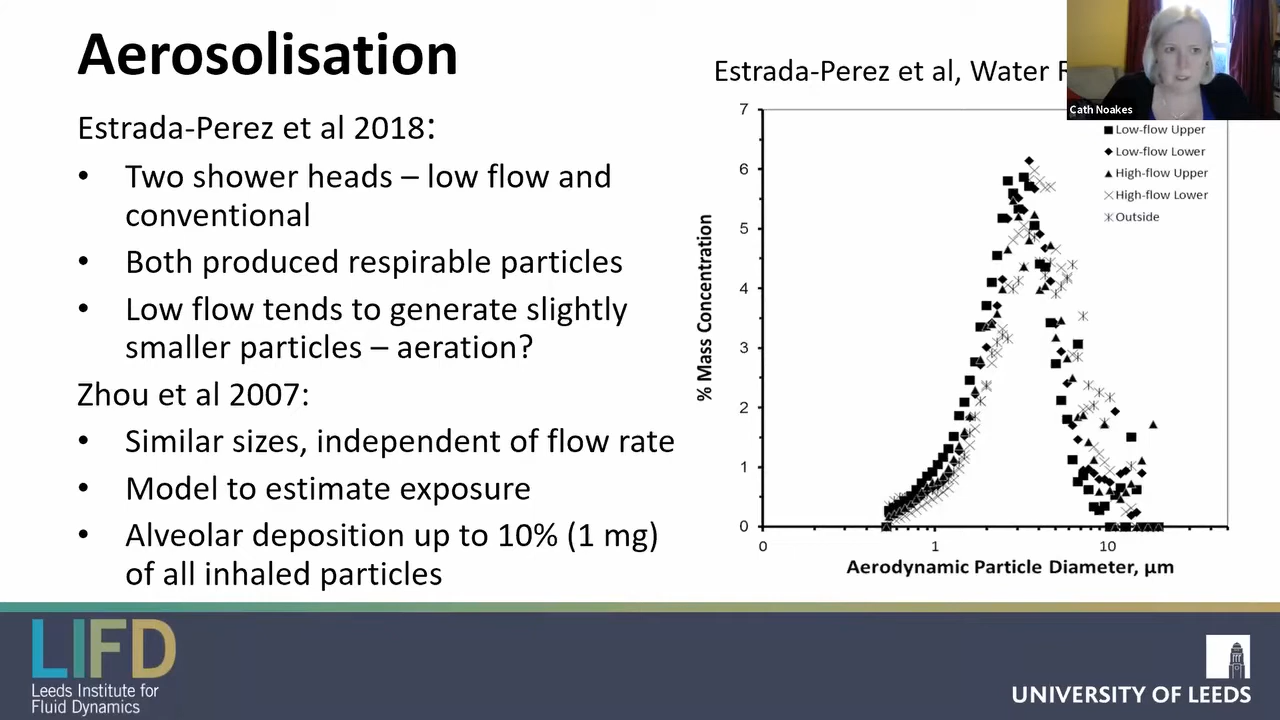 Aerosolisation
Estrada-Perez et al 2018:
• Two shower heads – low flow and
conventional
• Both produced respirable particles
• Low flow tends to generate slightly
smaller particles – aeration?
Zhou et al 2007:
• Similar sizes, independent of flow rate
• Model to estimate exposure
• Alveolar deposition up to 10% (1 mg)
of all inhaled particles
Estrada-Perez et al, Water
Cath Noakes
Low-flow Upper
Low-flow Lower
High-flow Upper
High-flow Lower
Outside
% Mass Concentration
7
6
5
4
3
2
1
0
0 1 10
Aerodynamic Particle Diameter, µm
LIFD
Leeds Institute for
Fluid Dynamics
UNIVERSITY OF LEEDS